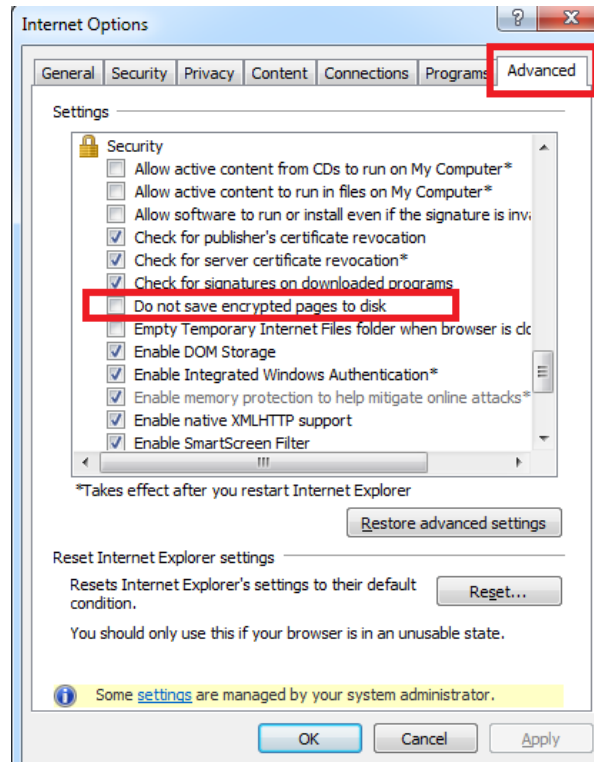 Internet Options
General Security Privacy Content Connections Programs Advanced
Settings
Security
Allow active content from CDs to run on My Computer*
Allow active content to run in files on My Computer*
Allow software to run or install even if the signature is inva
Check for publisher's certificate revocation
Check for server certificate revocation*
Check for signatures on downloaded programs
Do not save encrypted pages to disk
Empty Temporary Internet Files folder when browser is clo
Enable DOM Storage
Enable Integrated Windows Authentication*
Enable memory protection to help mitigate online attacks*
Enable native XMLHTTP support
Enable SmartScreen Filter
*Takes effect after you restart Internet Explorer
Restore advanced settings
Reset Internet Explorer settings
Resets Internet Explorer's settings to their default
condition.
Reset...
You should only use this if your browser is in an unusable state.
Some settings are managed by your system administrator.
OK Cancel Apply